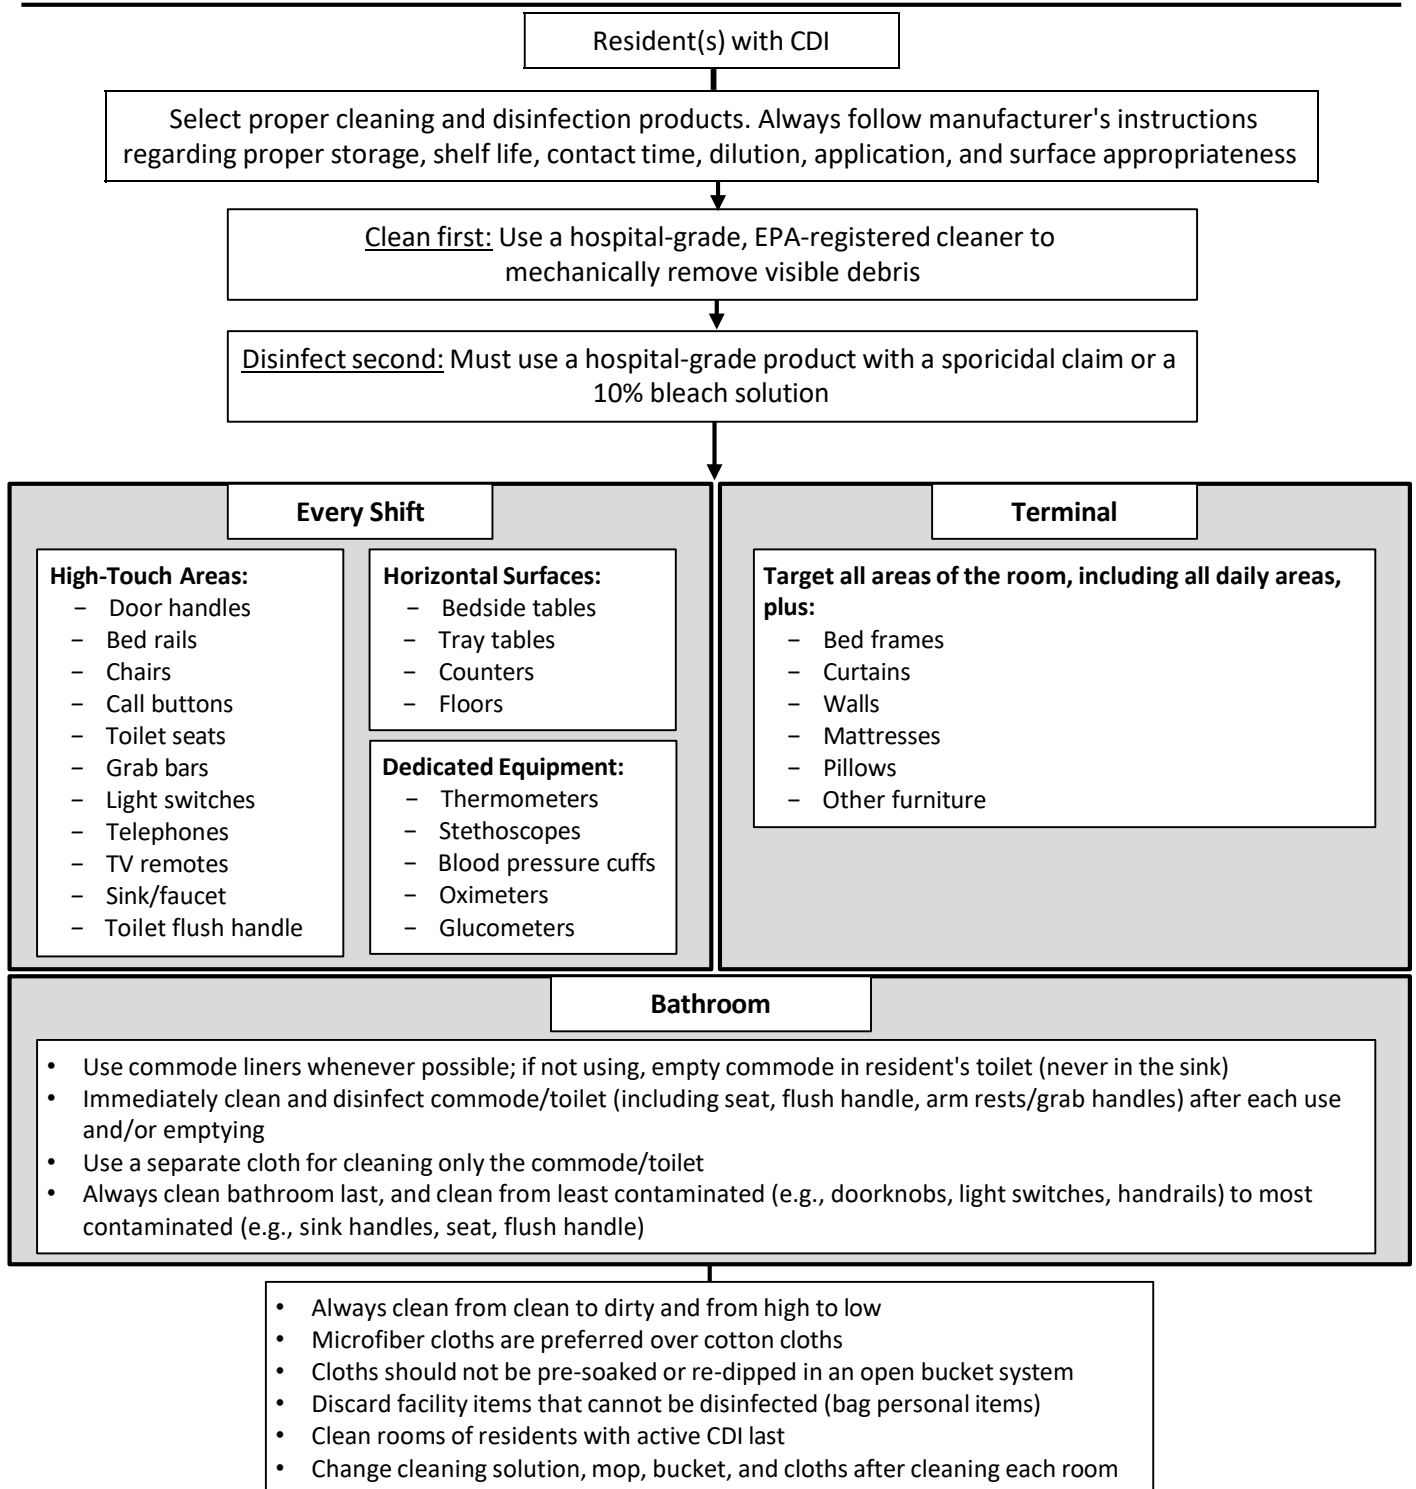 Resident(s) with CDI
Select proper cleaning and disinfection products. Always follow manufacturer's instructions
regarding proper storage, shelf life, contact time, dilution, application, and surface appropriateness
Clean first: Use a hospital-grade, EPA-registered cleaner to
mechanically remove visible debris
Disinfect second: Must use a hospital-grade product with a sporicidal claim or a
10% bleach solution
Every Shift
High-Touch Areas:
− Door handles
− Bed rails
− Chairs
− Call buttons
− Toilet seats
− Grab bars
− Light switches
− Telephones
− TV remotes
− Sink/faucet
− Toilet flush handle
Horizontal Surfaces:
− Bedside tables
− Tray tables
− Counters
− Floors
Dedicated Equipment:
− Thermometers
− Stethoscopes
− Blood pressure cuffs
− Oximeters
− Glucometers
Terminal
Target all areas of the room, including all daily areas,
plus:
− Bed frames
− Curtains
− Walls
− Mattresses
− Pillows
− Other furniture
Bathroom
• Use commode liners whenever possible; if not using, empty commode in resident's toilet (never in the sink)
• Immediately clean and disinfect commode/toilet (including seat, flush handle, arm rests/grab handles) after each use
and/or emptying
• Use a separate cloth for cleaning only the commode/toilet
• Always clean bathroom last, and clean from least contaminated (e.g., doorknobs, light switches, handrails) to most
contaminated (e.g., sink handles, seat, flush handle)
• Always clean from clean to dirty and from high to low
• Microfiber cloths are preferred over cotton cloths
• Cloths should not be pre-soaked or re-dipped in an open bucket system
• Discard facility items that cannot be disinfected (bag personal items)
• Clean rooms of residents with active CDI last
• Change cleaning solution, mop, bucket, and cloths after cleaning each room